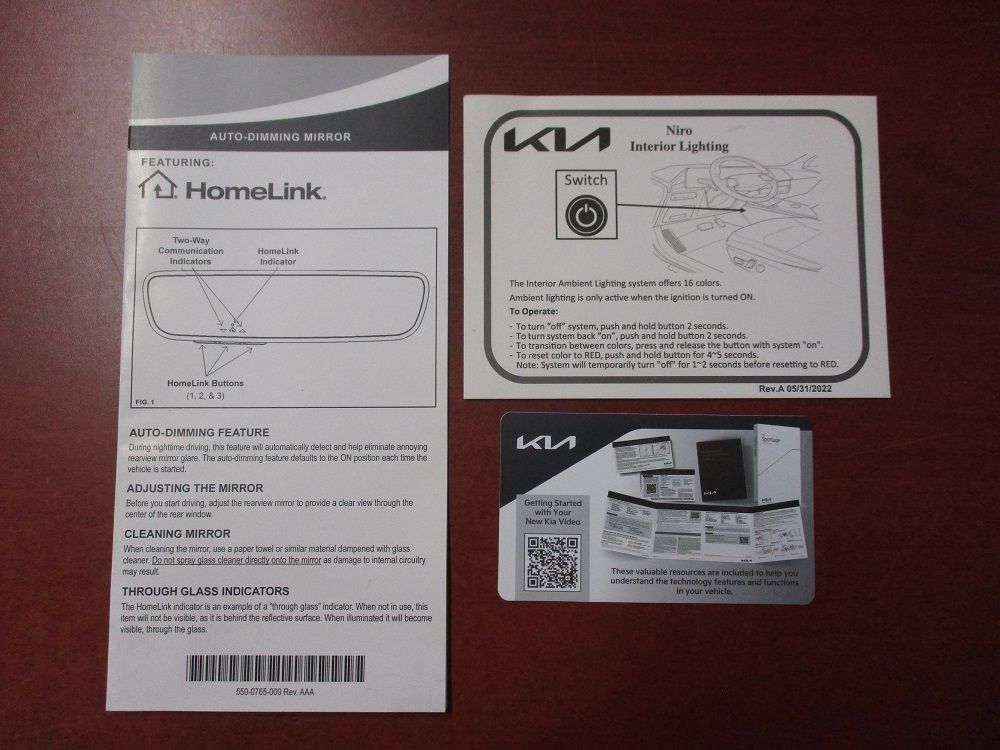 AUTO-DIMMING MIRROR
FEATURING:
HomeLink®
Two-Way
Communication
Indicators
HomeLink
Indicator
HomeLink Buttons
(1, 2, & 3)
FIG. 1
AUTO-DIMMING FEATURE
During nighttime driving, this feature will automatically detect and help eliminate annoying
rearview mirror glare. The auto-dimming feature defaults to the ON position each time the
vehicle is started.
ADJUSTING THE MIRROR
Before you start driving, adjust the rearview mirror to provide a clear view through the
center of the rear window.
CLEANING MIRROR
When cleaning the mirror, use a paper towel or similar material dampened with glass
cleaner. Do not spray glass cleaner directly onto the mirror as damage to internal circuitry
may result.
THROUGH GLASS INDICATORS
The HomeLink indicator is an example of a "through glass" indicator. When not in use, this
item will not be visible, as it is behind the reflective surface. When illuminated it will become
visible, through the glass.
550-0765-000 Rev. AAA
KIA
Niro
Interior Lighting
Switch
The Interior Ambient Lighting system offers 16 colors.
Ambient lighting is only active when the ignition is turned ON.
To Operate:
- To turn "off" system, push and hold button 2 seconds.
- To turn system back "on", push and hold button 2 seconds.
- To transition between colors, press and release the button with system "on".
- To reset color to RED, push and hold button for 4~5 seconds.
Note: System will temporarily turn "off" for 1~2 seconds before resetting to RED.
Rev.A 05/31/2022
KIA
Sportage
KIA
KIA
Getting Started
with Your
New Kia Video
These valuable resources are included to help you
understand the technology features and functions
in your vehicle.